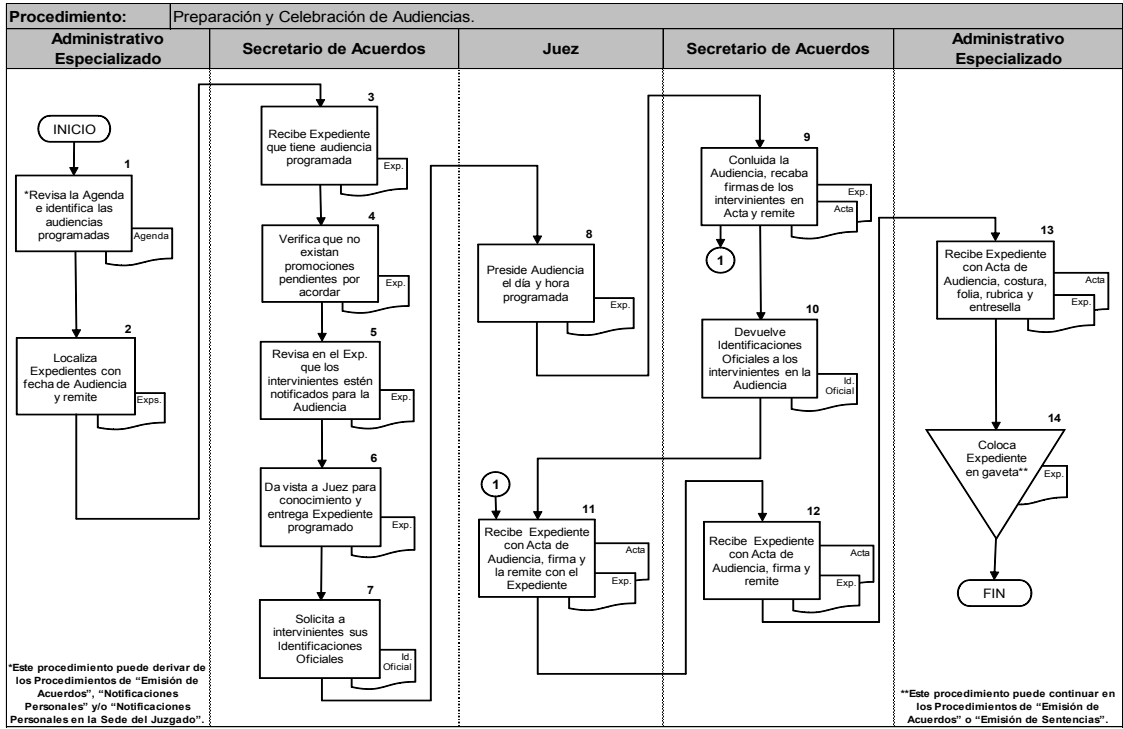 Procedimiento: Preparación y Celebración de Audiencias.
Administrativo
Especializado
Secretario de Acuerdos
Juez
Secretario de Acuerdos
Administrativo
Especializado
INICIO
1
*Revisa la Agenda
e identifica las
audiencias
programadas
Agenda
2
Localiza
Expedientes con
fecha de Audiencia
y remite
Exps.
*Este procedimiento puede derivar de
los Procedimientos de “Emisión de
Acuerdos”, “Notificaciones
Personales” y/o “Notificaciones
Personales en la Sede del Juzgado”.
3
Recibe Expediente
que tiene audiencia
programada
Exp.
4
Verifica que no
existan
promociones
pendientes por
acordar
Exp.
5
Revisa en el Exp.
que los
intervinientes estén
notificados para la
Audiencia
Exp.
6
Da vista a Juez para
conocimiento y
entrega Expediente
programado
Exp.
7
Solicita a
intervinientes sus
Identificaciones
Oficiales
Id.
Oficial
8
Preside Audiencia
el día y hora
programada
Exp.
1
11
Recibe Expediente
con Acta de
Audiencia, firma y
la remite con el
Expediente
Acta
Exp.
9
Conluida la
Audiencia, recaba
firmas de los
intervinientes en
Acta y remite
Exp.
Acta
1
10
Devuelve
Identificaciones
Oficiales a los
intervinientes en la
Audiencia
Id.
Oficial
12
Recibe Expediente
con Acta de
Audiencia, firma y
remite
Acta
Exp.
13
Recibe Expediente
con Acta de
Audiencia, costura,
folia, rubrica y
entresella
Acta
Exp.
14
Coloca
Expediente
en gaveta**
Exp.
FIN
**Este procedimiento puede continuar en
los Procedimientos de “Emisión de
Acuerdos” o “Emisión de Sentencias”.